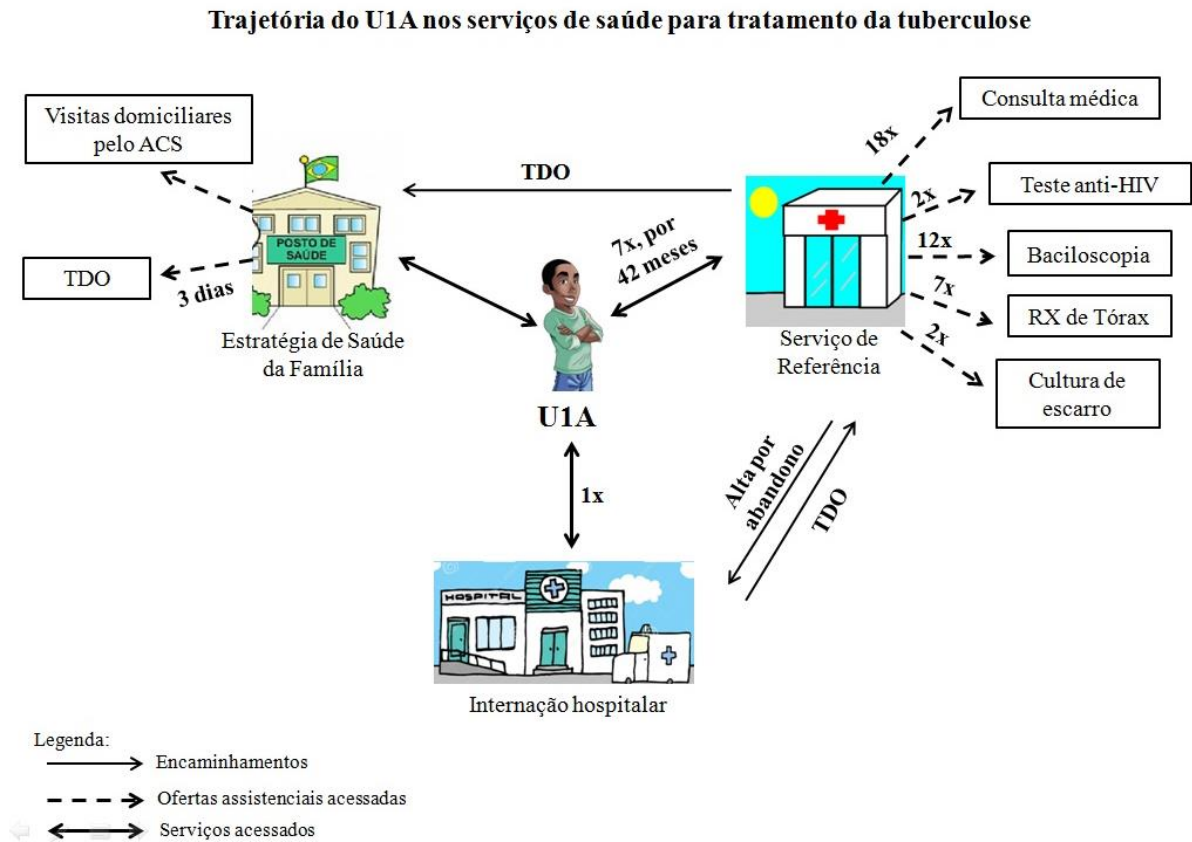 Trajetória do U1A nos serviços de saúde para tratamento da tuberculose
Visitas domiciliares
pelo ACS
TDO
3 dias
POSTO DE
SAÚDE
Estratégia de Saúde
da Família
TDO
7x, por
42 meses
U1A
Serviço de
Referência
18x
Consulta médica
2x
Teste anti-HIV
12x
Baciloscopia
7x
RX de Tórax
2x
Cultura de
escarro
Alta por
abandono
TDO
1x
HOSPITAL
Internação hospitalar
Legenda:
Encaminhamentos
Ofertas assistenciais acessadas
Serviços acessados